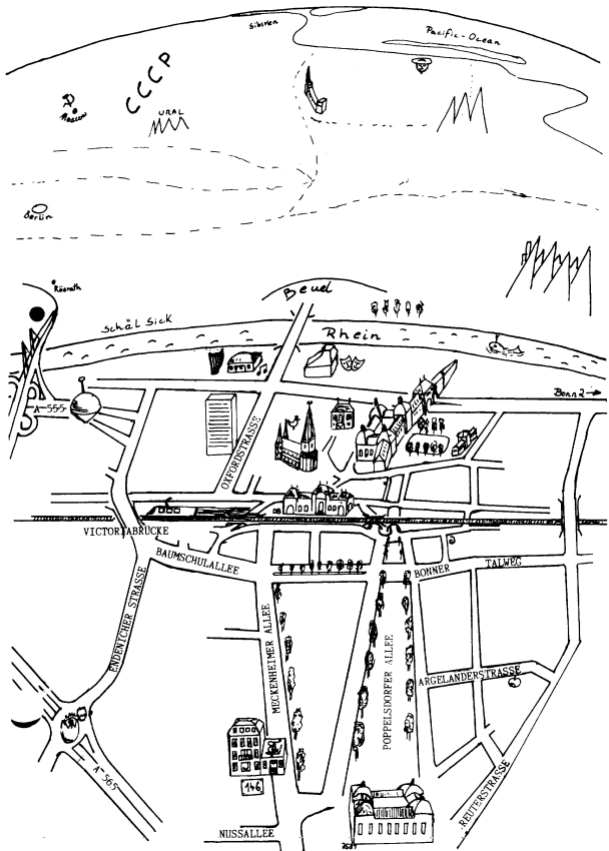 Sibirien
Pacific-Ocean
CCCP
Moscow
URAL
Berlin
Rösrath
Beuel
Schäl Sick
Rhein
Bonn 2
A-555
OXFORDSTRASSE
VICTORIABRÜCKE
BAUMSCHULALLEE
BONNER TALWEG
ENDENICHER STRASSE
MECKENHEIMER ALLEE
POPPELSDORFER ALLEE
ARGELANDERSTRASSE
A-565
146
REUTERSTRASSE
NUSSALLEE